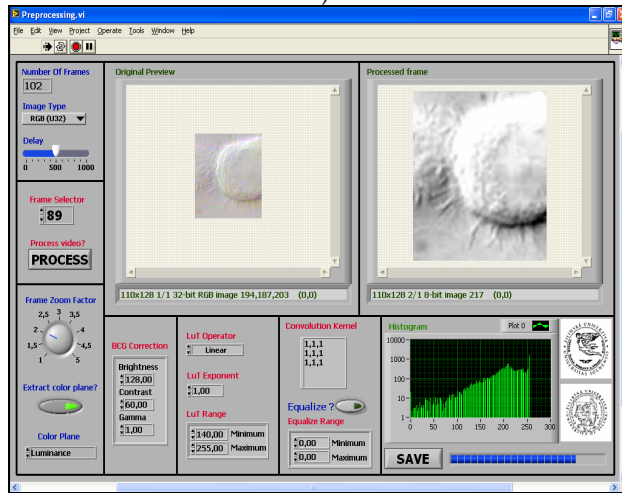 Preprocessing.vi
File Edit View Project Operate Tools Window Help
Number Of Frames
102
Image Type
RGB (U32)
Delay
0 500 1000
Frame Selector
89
Process video?
PROCESS
Frame Zoom Factor
2,5 3 3,5
2 4
1,5 4,5
1 5
Extract color plane?
Color Plane
Luminance
Original Preview
110x128 1/1 32-bit RGB image 194,187,203 (0,0)
Processed frame
110x128 2/1 8-bit image 217 (0,0)
BCG Correction
Brightness
128,00
Contrast
60,00
Gamma
1,00
LuT Operator
Linear
LuT Exponent
1,00
LuT Range
140,00 Minimum
255,00 Maximum
Convolution Kernel
1,1,1
1,1,1
1,1,1
Equalize ?
Equalize Range
0,00 Minimum
0,00 Maximum
Histogram
Plot 0
10000
1000
100
10
1
0 50 100 150 200 250 300
SAVE